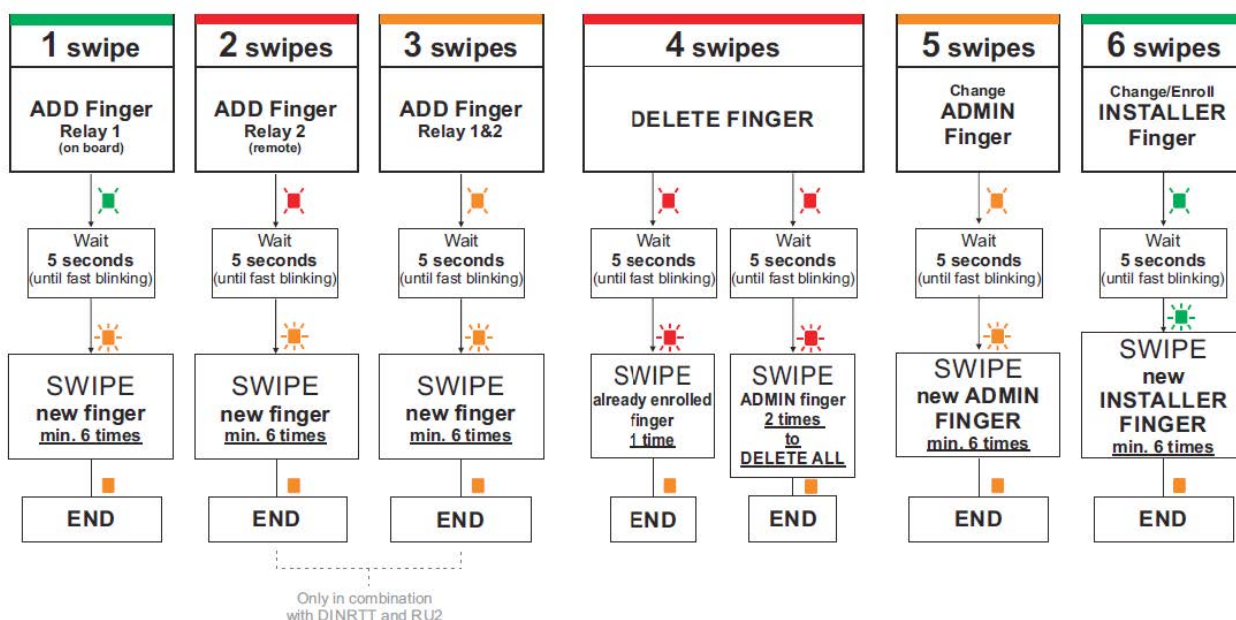 1 swipe
ADD Finger
Relay 1
(on board)
Wait
5 seconds
(until fast blinking)
SWIPE
new finger
min. 6 times
END
2 swipes
ADD Finger
Relay 2
(remote)
Wait
5 seconds
(until fast blinking)
SWIPE
new finger
min. 6 times
END
3 swipes
ADD Finger
Relay 1&2
Wait
5 seconds
(until fast blinking)
SWIPE
new finger
min. 6 times
END
Only in combination
with DINRTT and RU2
4 swipes
DELETE FINGER
Wait
5 seconds
(until fast blinking)
SWIPE
already enrolled
finger
1 time
END
Wait
5 seconds
(until fast blinking)
SWIPE
ADMIN finger
2 times
to
DELETE ALL
END
5 swipes
Change
ADMIN
Finger
Wait
5 seconds
(until fast blinking)
SWIPE
new ADMIN
FINGER
min. 6 times
END
6 swipes
Change/Enroll
INSTALLER
Finger
Wait
5 seconds
(until fast blinking)
SWIPE
new
INSTALLER
FINGER
min. 6 times
END